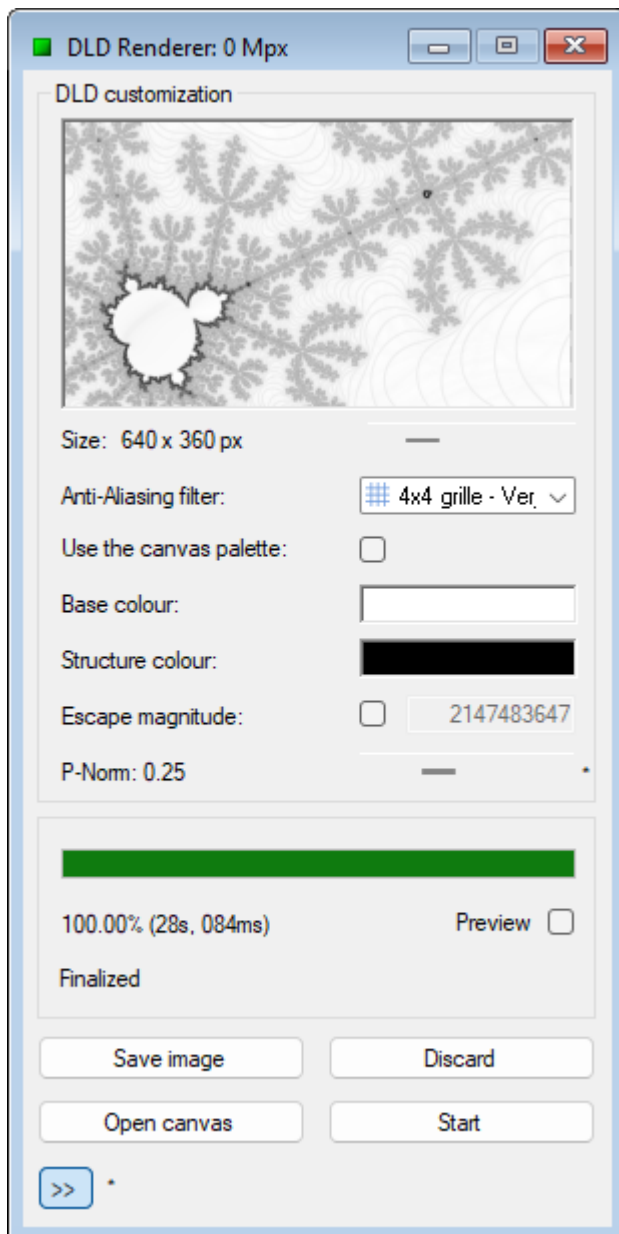 DLD Renderer: 0 Mpx
DLD customization
Size: 640 x 360 px
Anti-Aliasing filter: 4x4 grille - Ver
Use the canvas palette:
Base colour:
Structure colour:
Escape magnitude: 2147483647
P-Norm: 0.25 *
100.00% (28s, 084ms) Preview
Finalized
Save image Discard
Open canvas Start
>> *